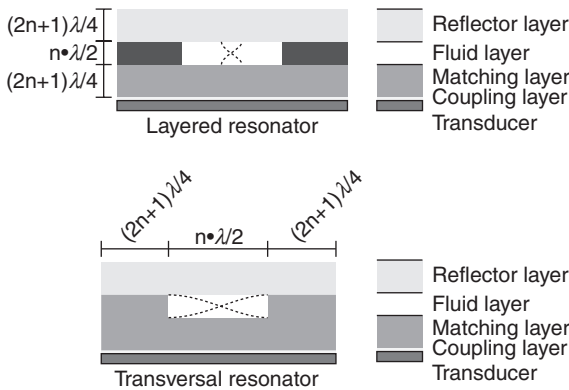 (2n+1)λ/4
n•λ/2
(2n+1)λ/4
Layered resonator
Reflector layer
Fluid layer
Matching layer
Coupling layer
Transducer
(2n+1)λ/4
n•λ/2
(2n+1)λ/4
Transversal resonator
Reflector layer
Fluid layer
Matching layer
Coupling layer
Transducer